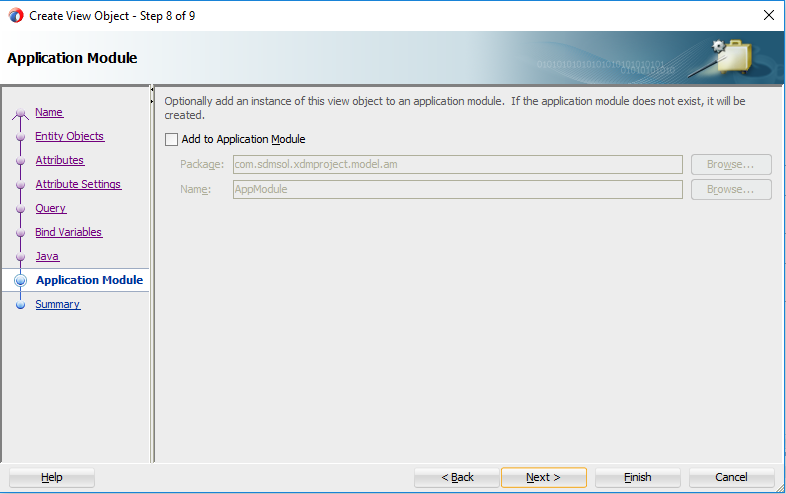 Create View Object - Step 8 of 9
Application Module
010101010101010101010101
01010101010
Name
Entity Objects
Attributes
Attribute Settings
Query
Bind Variables
Java
Application Module
Summary
Optionally add an instance of this view object to an application module.  If the application module does not exist, it will be
created.
Add to Application Module
Package: com.sdmsol.xdmproject.model.am Browse...
Name: AppModule Browse...
Help < Back Next > Finish Cancel